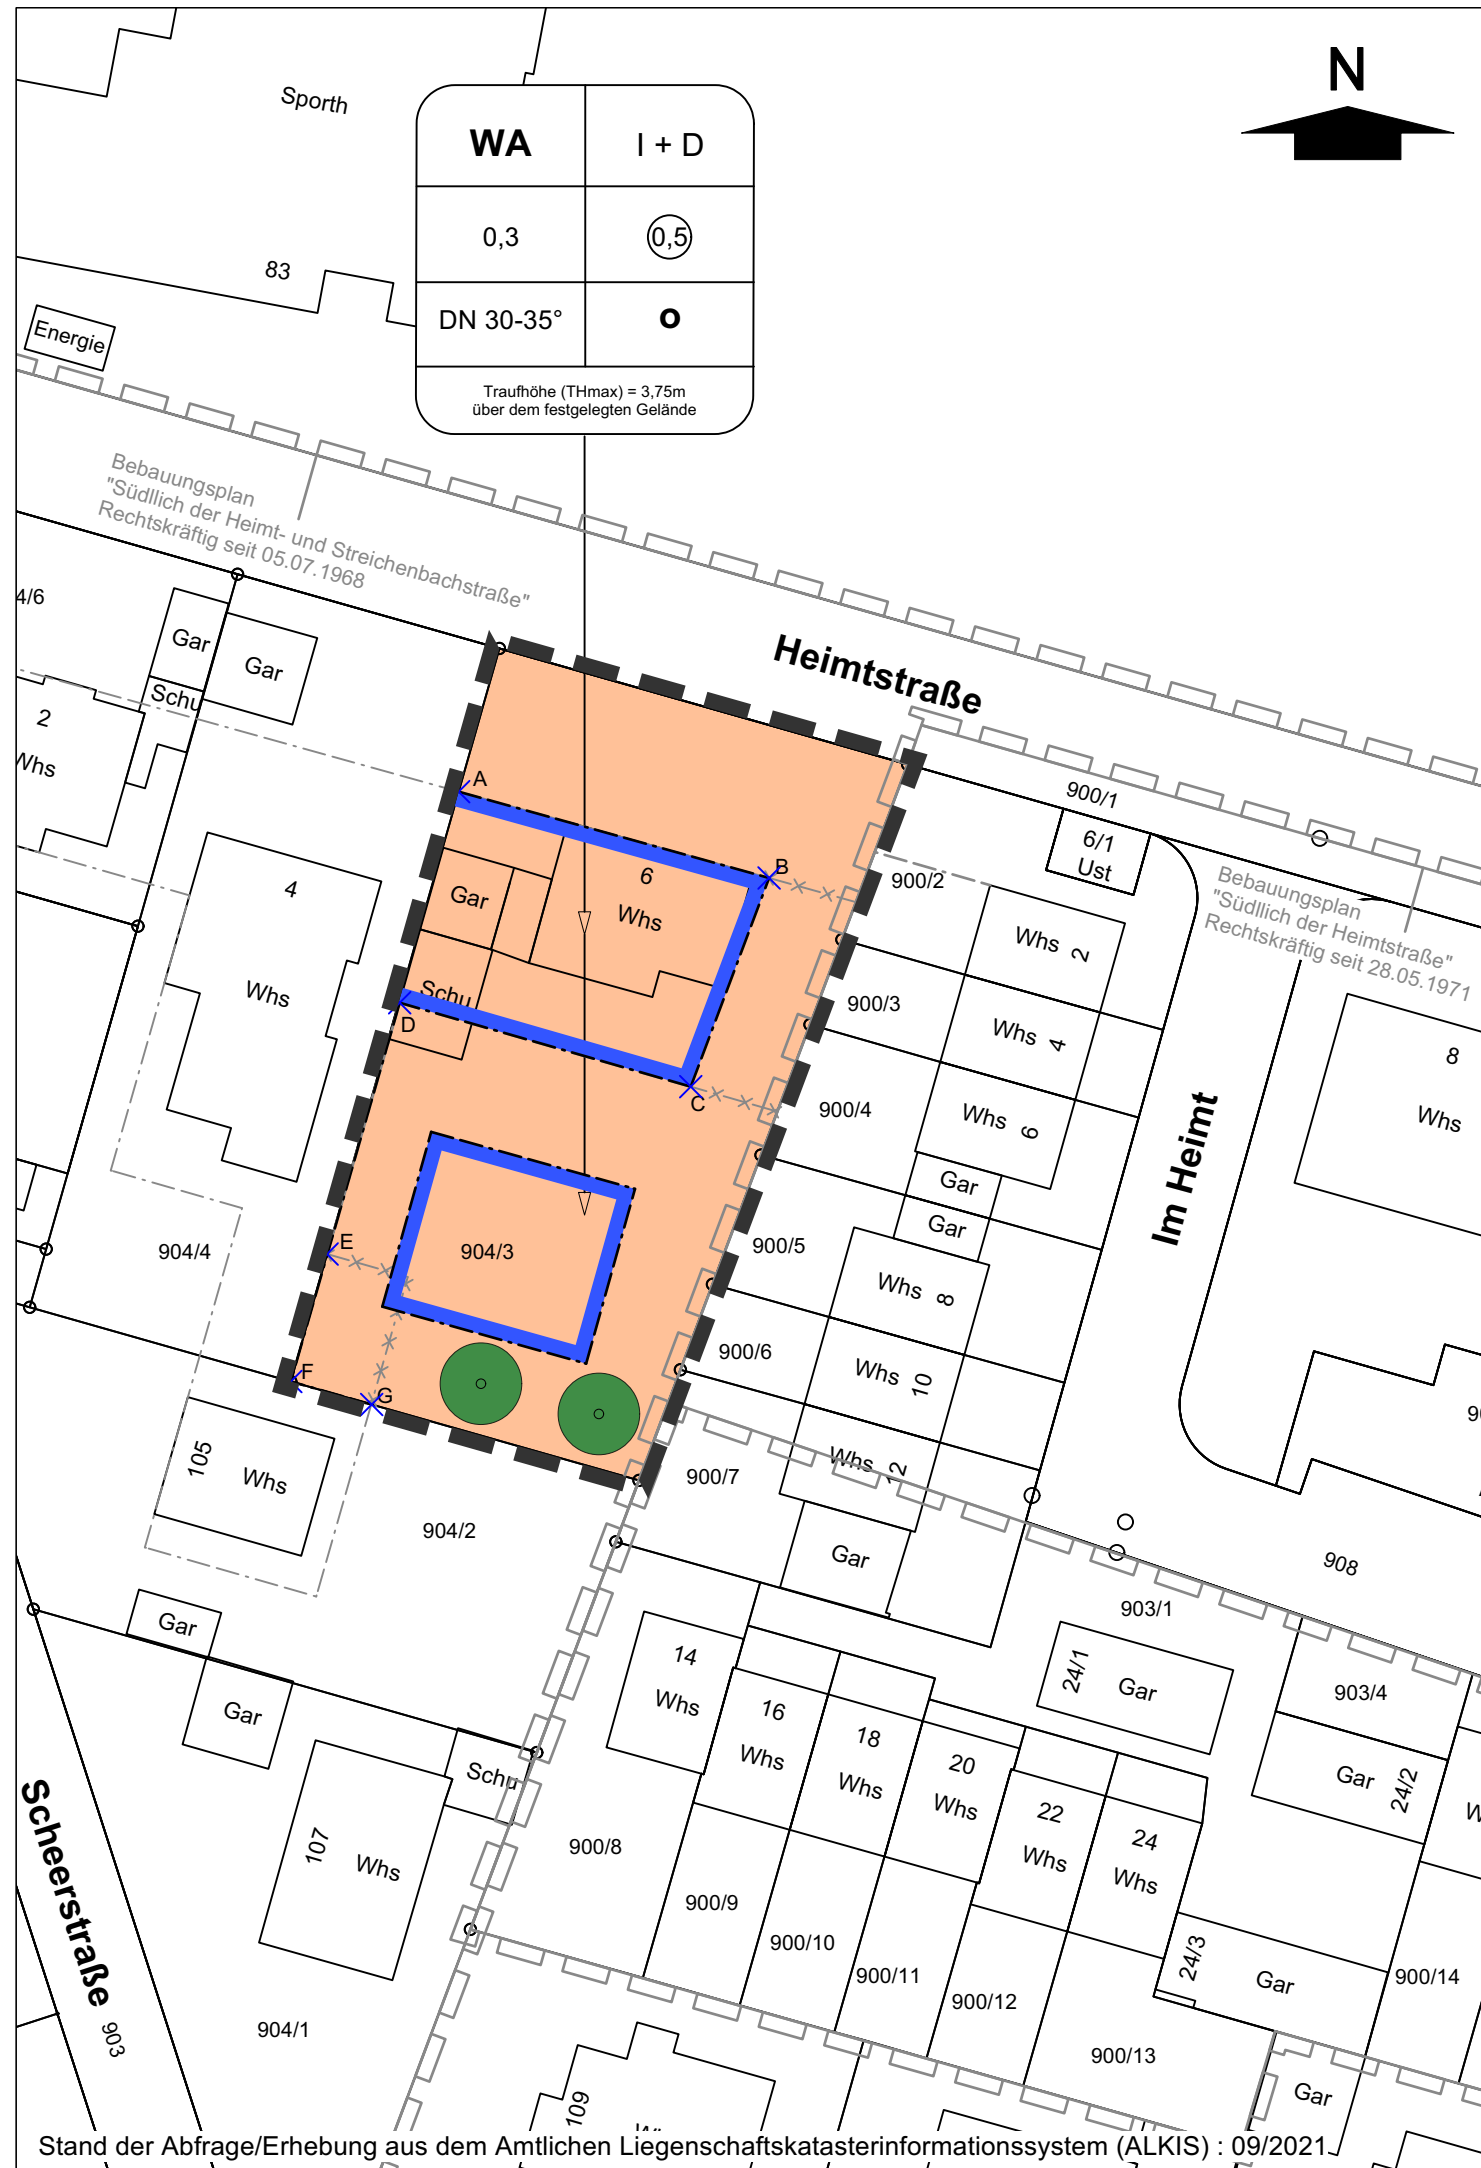 N
Sporth
WA
I + D
0,3
0,5
DN 30-35°
o
Traufhöhe (THmax) = 3,75m
über dem festgelegten Gelände
83
Energie
Bebauungsplan
"Südllich der Heimt- und Streichenbachstraße"
Rechtskräftig seit 05.07.1968
4/6
Gar
Gar
Schu
2
Whs
Heimtstraße
A
B
900/1
6/1
Ust
4
Whs
Gar
6
Whs
900/2
Bebauungsplan
"Südllich der Heimtstraße"
Rechtskräftig seit 28.05.1971
Whs 2
Schu
D
900/3
Whs 4
8
Whs
C
900/4
Whs 6
Im Heimt
Gar
Gar
904/4
E
904/3
900/5
Whs 8
900/6
Whs 10
F
G
105
Whs
900/7
Whs 12
904/2
Gar
908
903/1
Gar
Gar
14
Whs
24/1
Gar
903/4
16
Whs
18
Whs
20
Whs
Gar
24/2
Schu
22
Whs
24
Whs
107
Whs
900/8
Scheerstraße
903
900/9
900/10
900/11
900/12
24/3
Gar
900/14
904/1
900/13
109
Gar
Stand der Abfrage/Erhebung aus dem Amtlichen Liegenschaftskatasterinformationssystem (ALKIS) : 09/2021